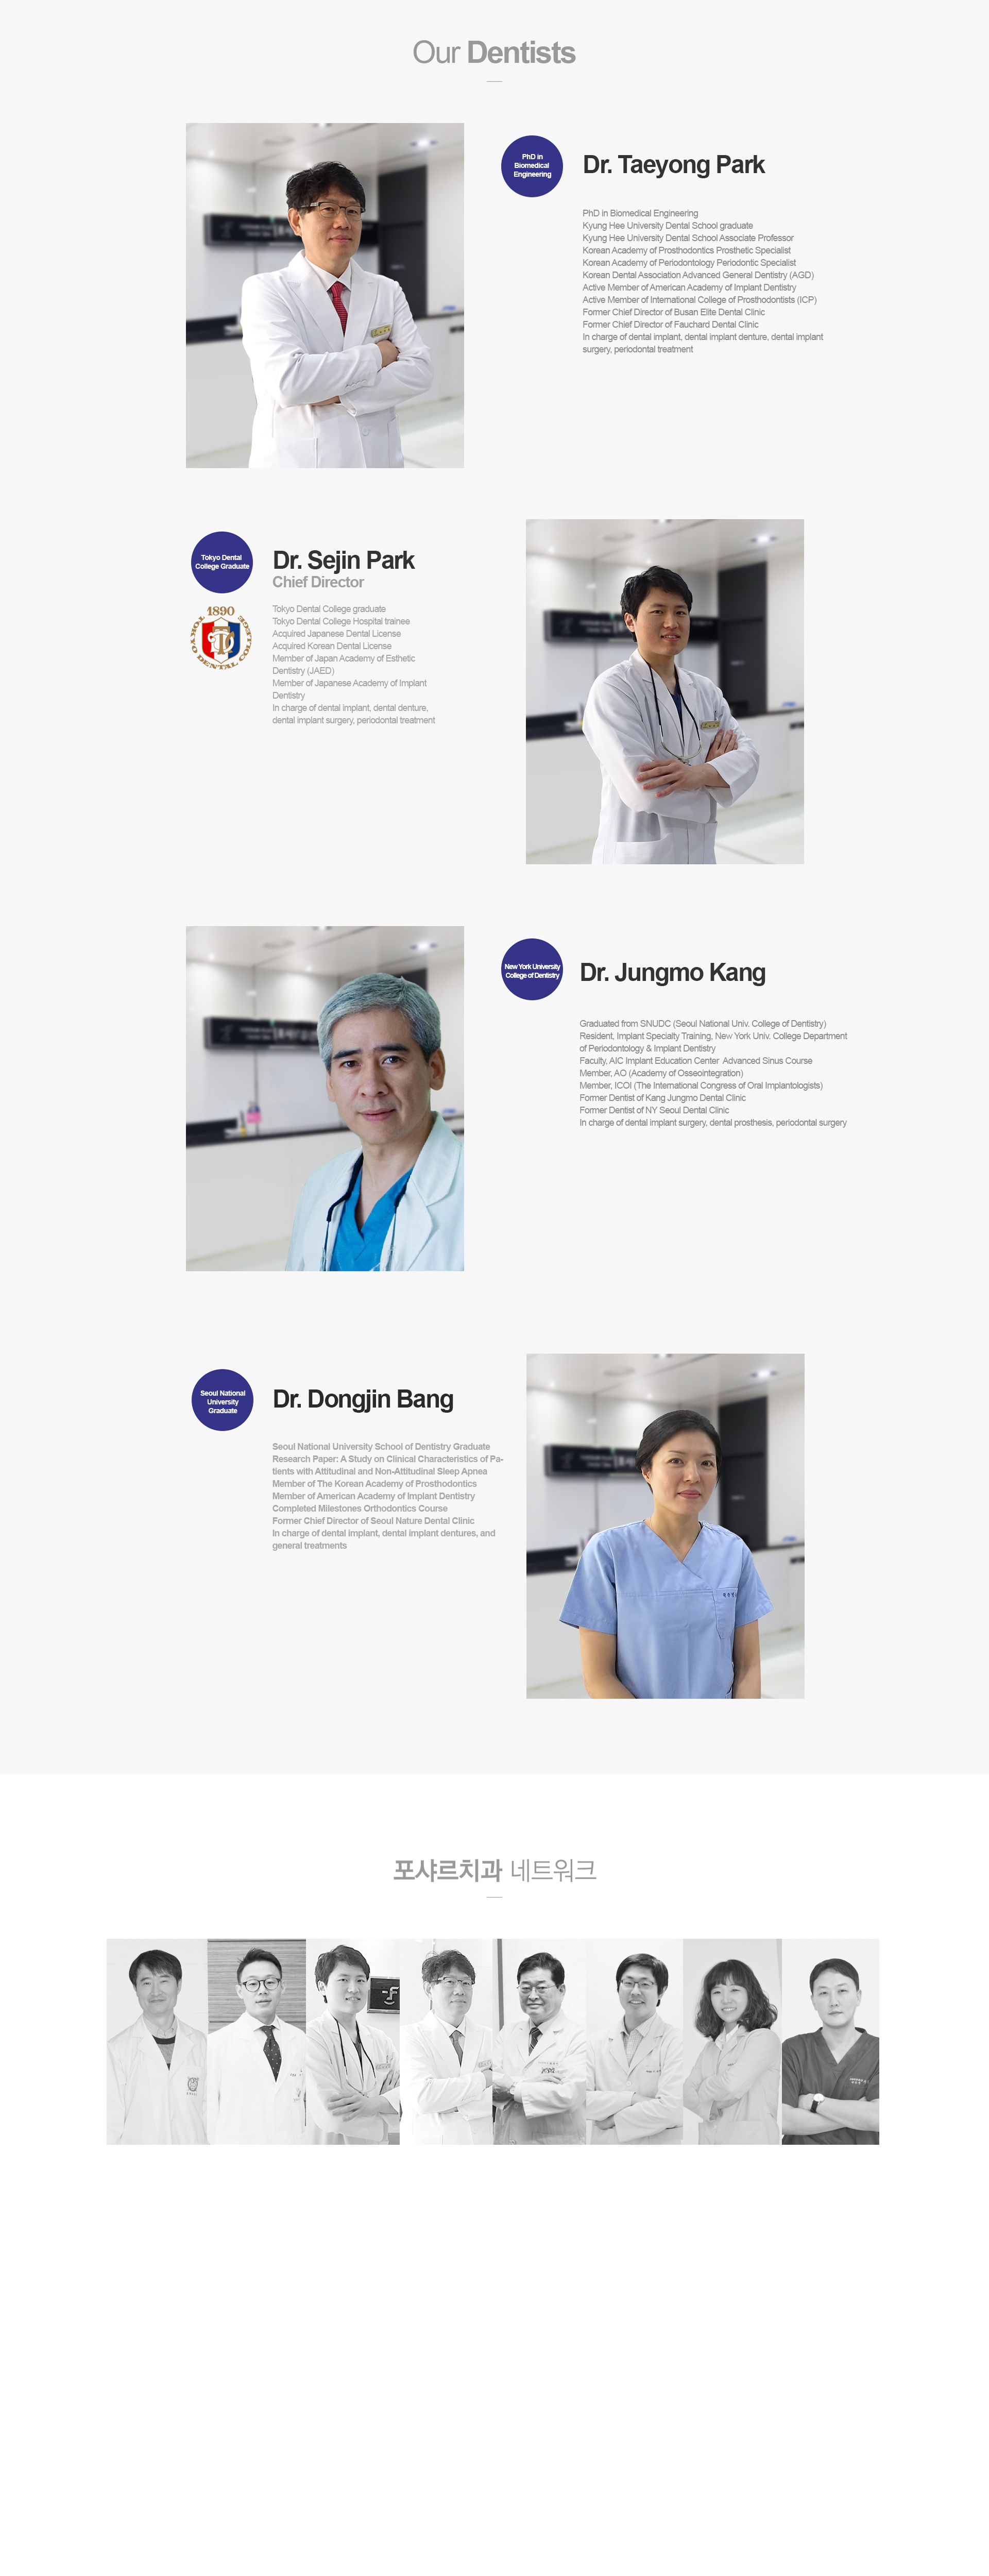 Our Dentists
PhD in
Biomedical
Engineering
Dr. Taeyong Park
PhD in Biomedical Engineering
Kyung Hee University Dental School graduate
Kyung Hee University Dental School Associate Professor
Korean Academy of Prosthodontics Prosthetic Specialist
Korean Academy of Periodontology Periodontic Specialist
Korean Dental Association Advanced General Dentistry (AGD)
Active Member of American Academy of Implant Dentistry
Active Member of International College of Prosthodontists (ICP)
Former Chief Director of Busan Elite Dental Clinic
Former Chief Director of Fauchard Dental Clinic
In charge of dental implant, dental implant denture, dental implant
surgery, periodontal treatment
Tokyo Dental
College Graduate
Dr. Sejin Park
Chief Director
1890
TOKYO DENTAL COLLEGE
Tokyo Dental College graduate
Tokyo Dental College Hospital trainee
Acquired Japanese Dental License
Acquired Korean Dental License
Member of Japan Academy of Esthetic
Dentistry (JAED)
Member of Japanese Academy of Implant
Dentistry
In charge of dental implant, dental denture,
dental implant surgery, periodontal treatment
New York University
College of Dentistry
Dr. Jungmo Kang
Graduated from SNUDC (Seoul National Univ. College of Dentistry)
Resident, Implant Specialty Training, New York Univ. College Department
of Periodontology & Implant Dentistry
Faculty, AIC Implant Education Center Advanced Sinus Course
Member, AO (Academy of Osseointegration)
Member, ICOI (The International Congress of Oral Implantologists)
Former Dentist of Kang Jungmo Dental Clinic
Former Dentist of NY Seoul Dental Clinic
In charge of dental implant surgery, dental prosthesis, periodontal surgery
Seoul National
University
Graduate
Dr. Dongjin Bang
Seoul National University School of Dentistry Graduate
Research Paper: A Study on Clinical Characteristics of Pa-
tients with Attitudinal and Non-Attitudinal Sleep Apnea
Member of The Korean Academy of Prosthodontics
Member of American Academy of Implant Dentistry
Completed Milestones Orthodontics Course
Former Chief Director of Seoul Nature Dental Clinic
In charge of dental implant, dental implant dentures, and
general treatments
포샤르치과 네트워크